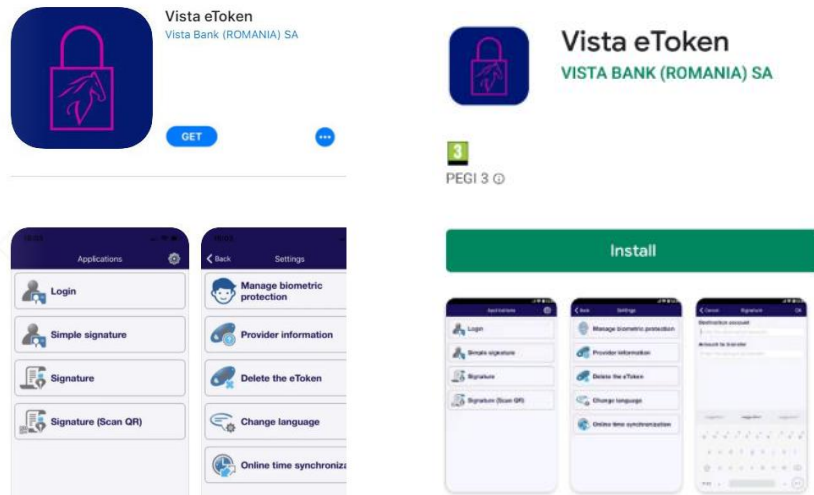 Vista eToken
Vista Bank (ROMANIA) SA
GET
Applications
Login
Simple signature
Signature
Signature (Scan QR)
Back
Settings
Manage biometric
protection
Provider information
Delete the eToken
Change language
Online time synchroniza
Vista eToken
VISTA BANK (ROMANIA) SA
3
PEGI 3
Install
Applications
Login
Simple signature
Signature
Signature (Scan QR)
Back
Settings
Manage biometric protection
Provider information
Delete the eToken
Change language
Online time synchronization
Cancel
Signature
OK
Destination account
Amount to transfer